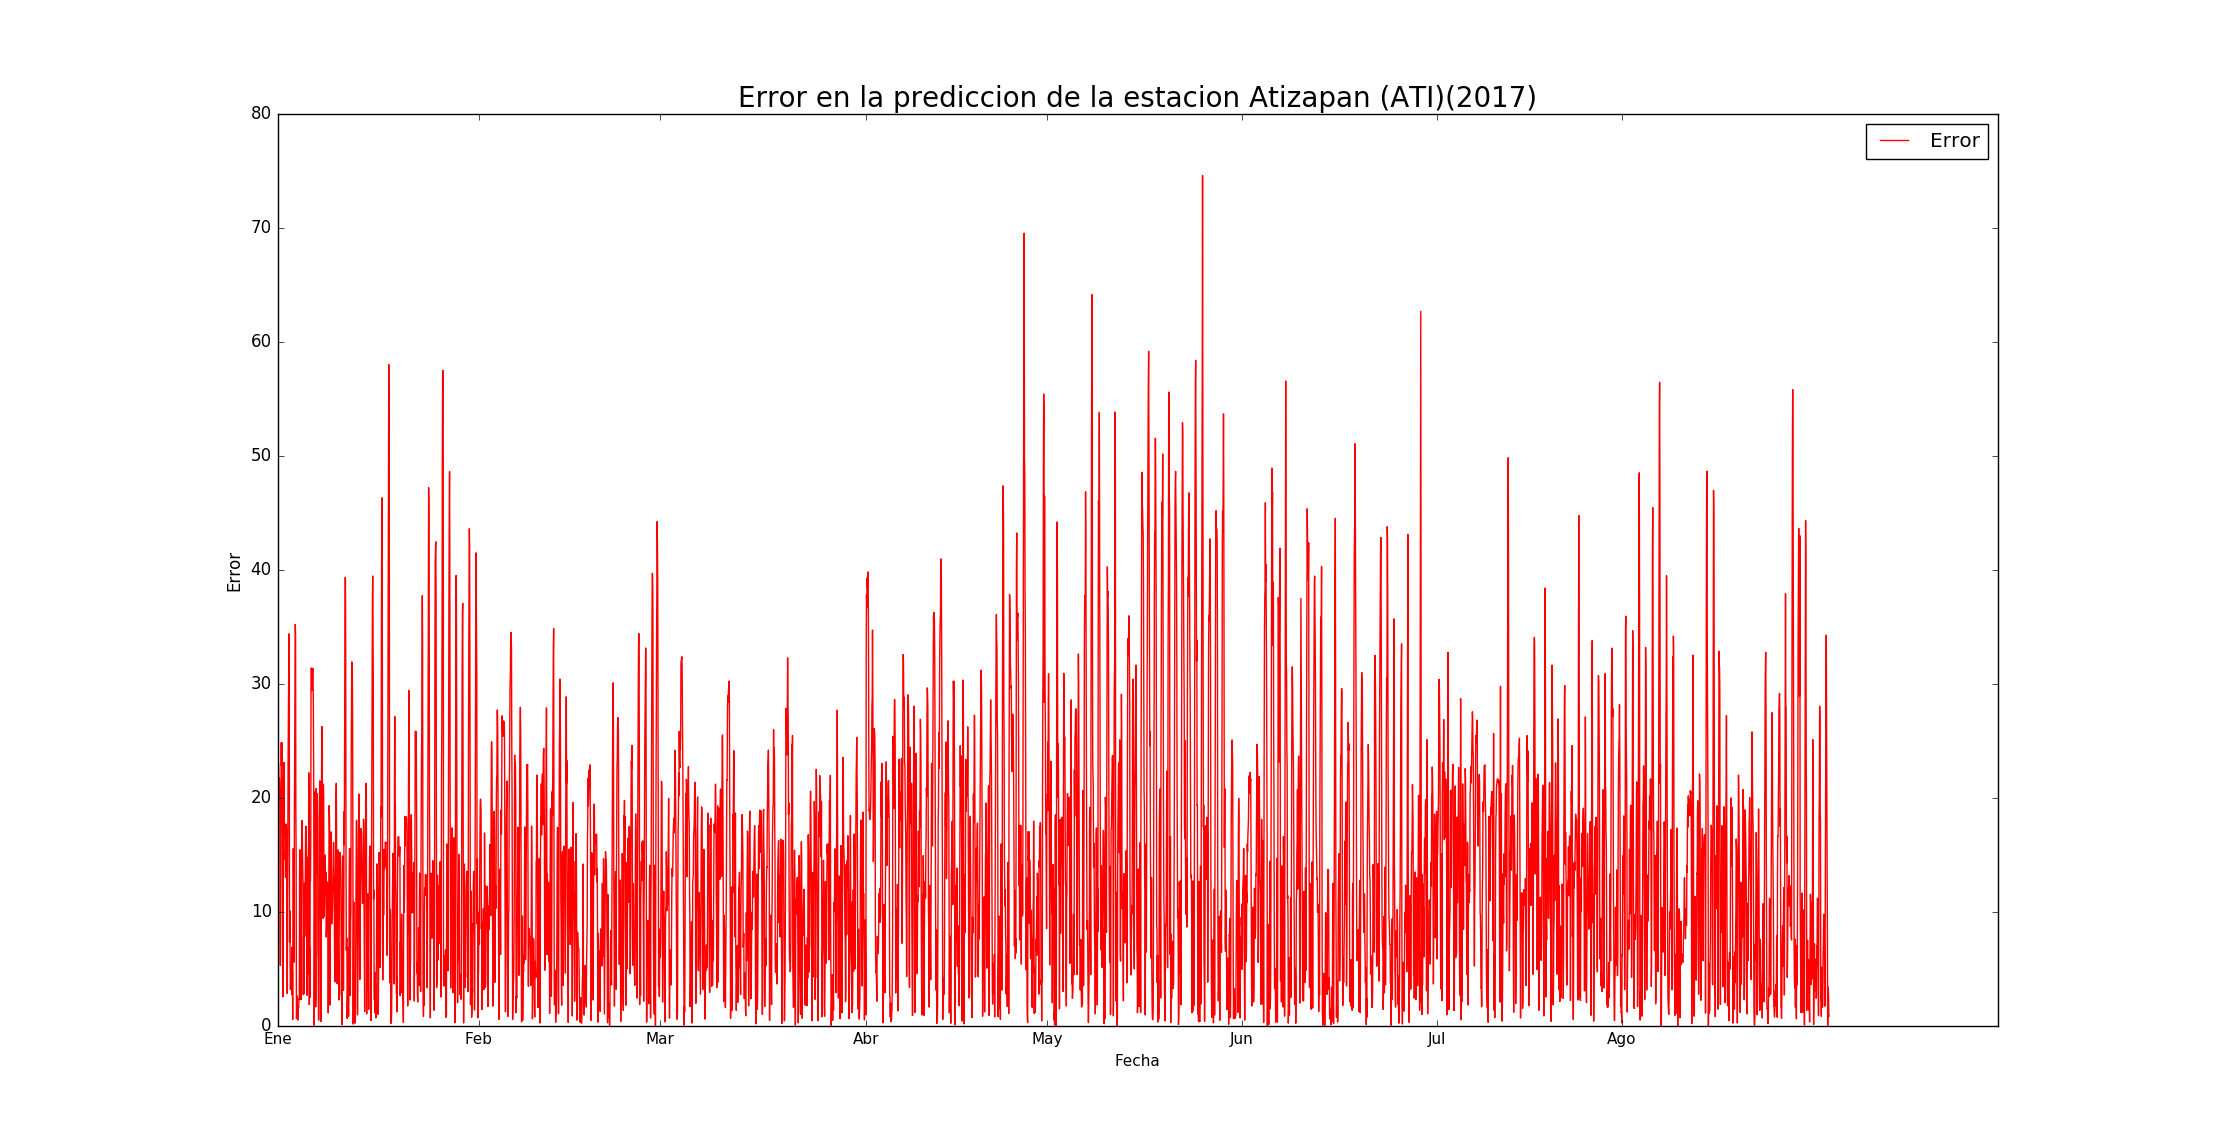 Error en la prediccion de la estacion Atizapan (ATI)(2017)
80
70
60
50
40
30
20
10
0
Error
Error
Ene Feb Mar Abr May Jun Jul Ago
Fecha